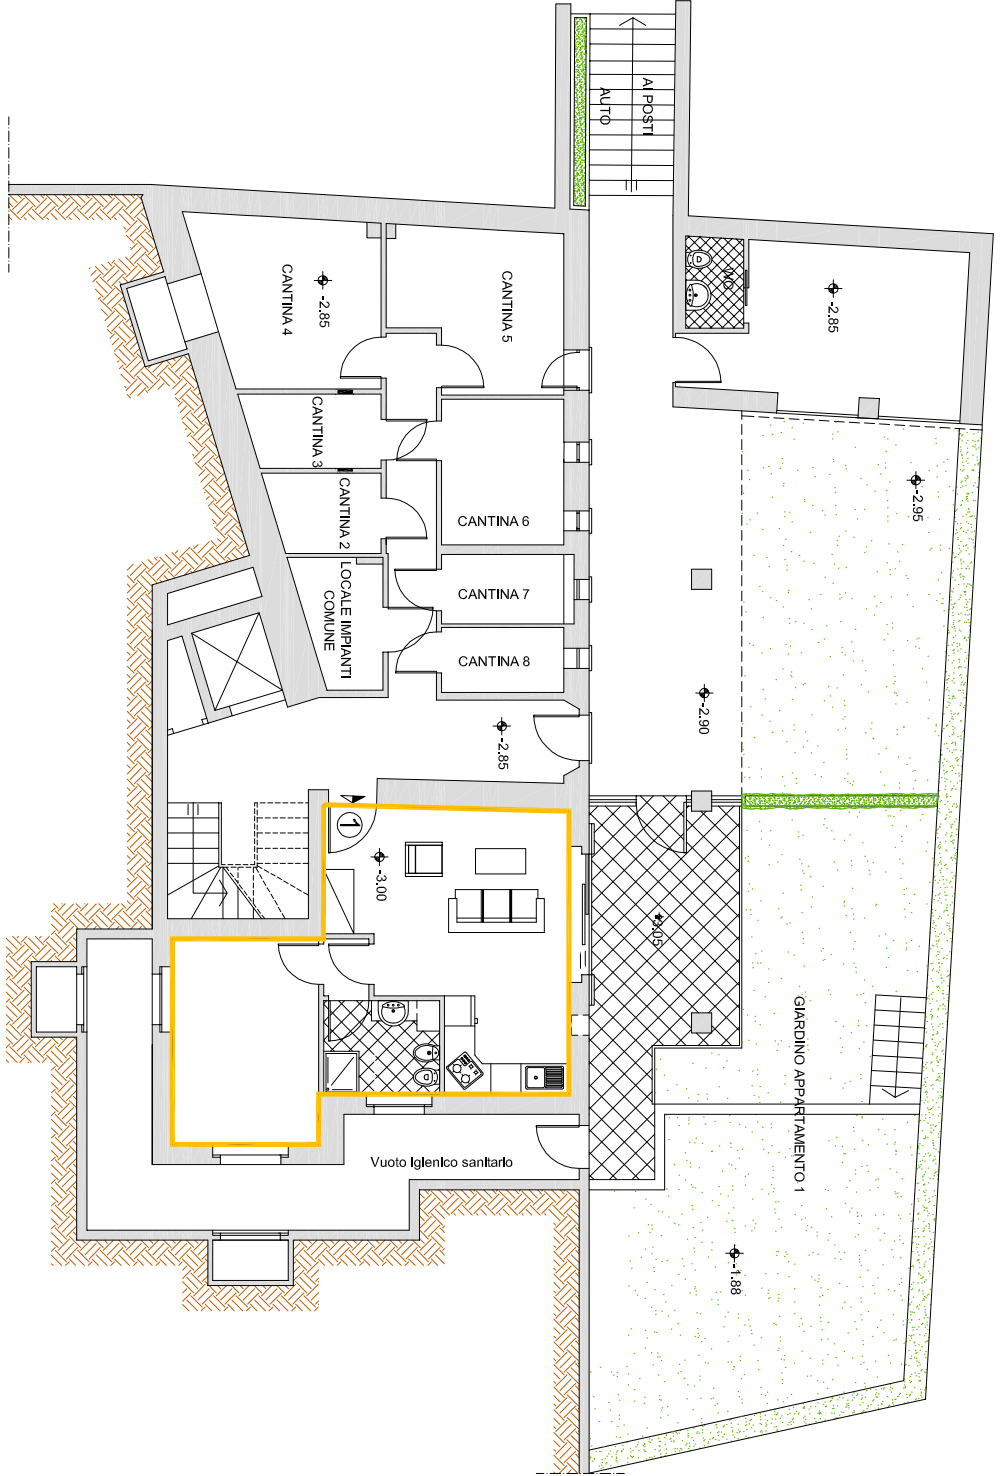 AI POSTI
AUTO
WC
-2.85
CANTINA 4
-2.85
CANTINA 5
CANTINA 3
CANTINA 2
CANTINA 6
-2.95
LOCALE IMPIANTI
COMUNE
CANTINA 7
CANTINA 8
-2.90
-2.85
1
-3.00
-3.05
GIARDINO APPARTAMENTO 1
Vuoto igienico sanitario
-1.88